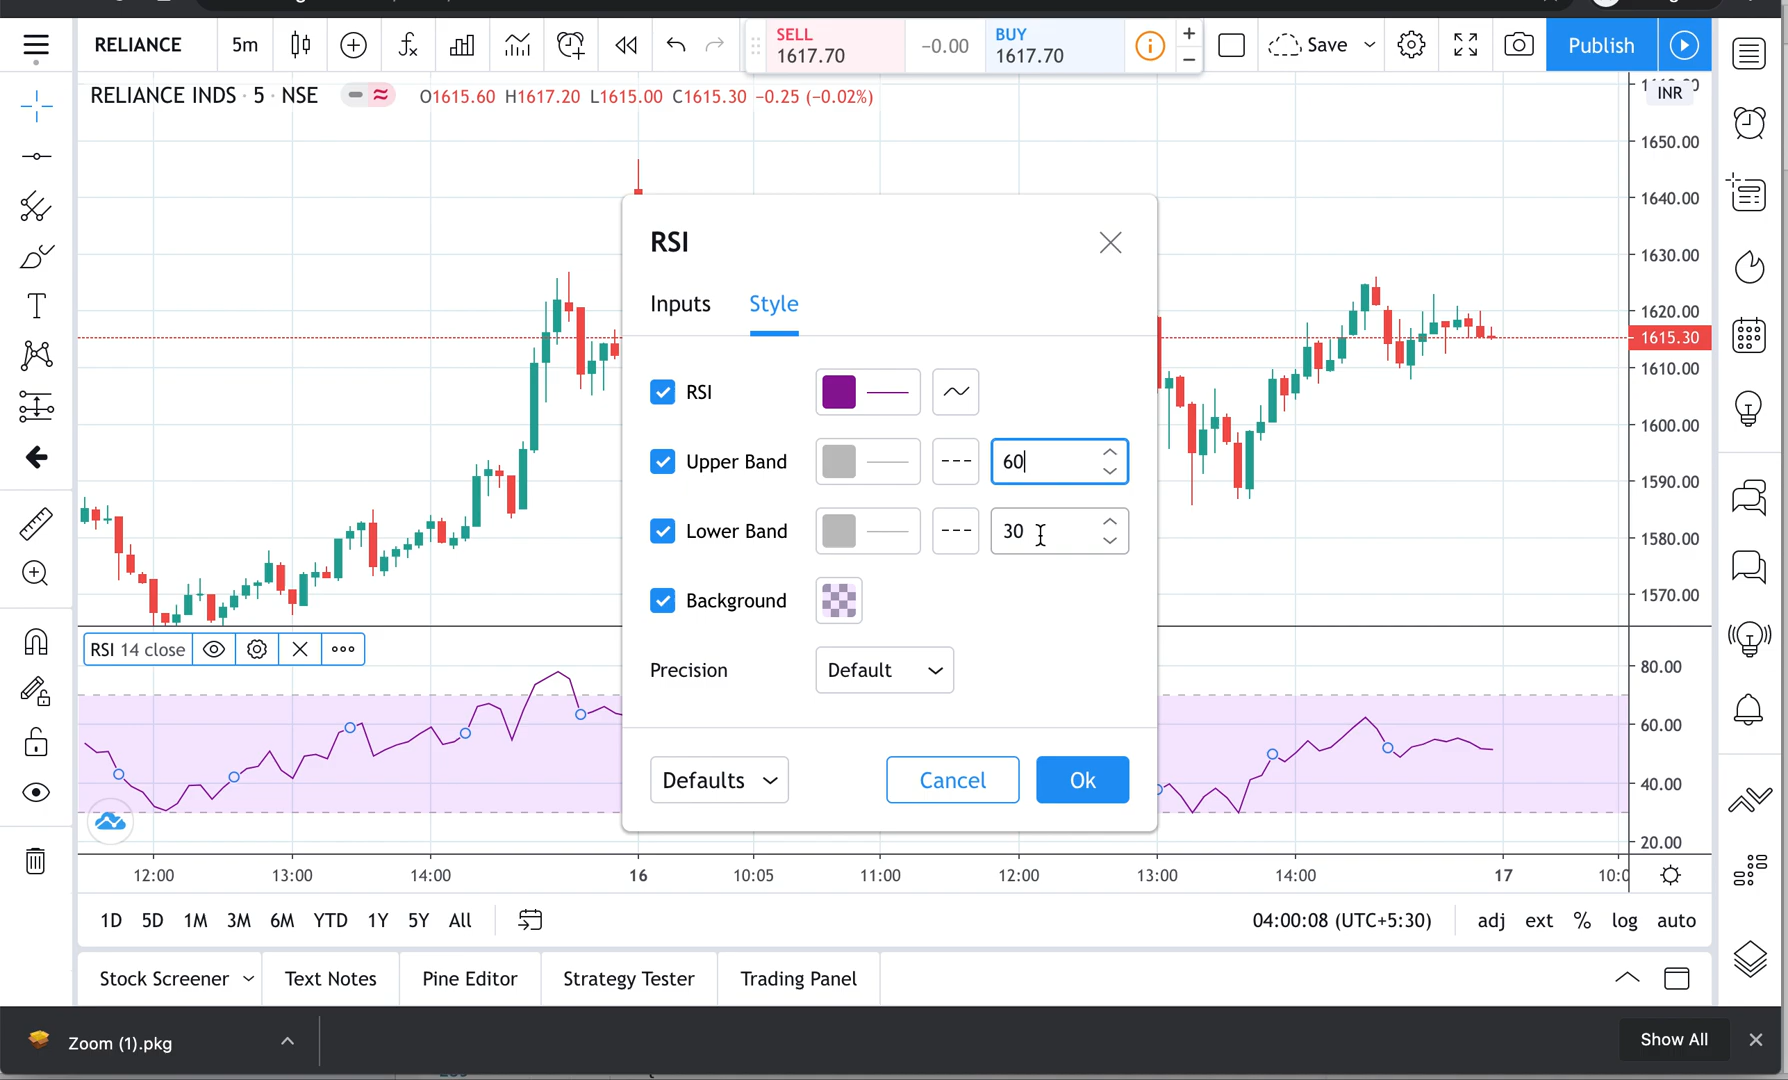 RELIANCE 5m SELL 1617.70 −0.00 BUY 1617.70 Save Publish
RELIANCE INDS · 5 · NSE O1615.60 H1617.20 L1615.00 C1615.30 −0.25 (−0.02%)
INR
1650.00
1640.00
1630.00
1620.00
1615.30
1610.00
1600.00
1590.00
1580.00
1570.00
RSI
Inputs Style
RSI
Upper Band 60
Lower Band 30
Background
Precision Default
Defaults Cancel Ok
RSI 14 close
80.00
60.00
40.00
20.00
12:00 13:00 14:00 16 10:05 11:00 12:00 13:00 14:00 17
1D 5D 1M 3M 6M YTD 1Y 5Y All 04:00:08 (UTC+5:30) adj ext % log auto
Stock Screener Text Notes Pine Editor Strategy Tester Trading Panel
Zoom (1).pkg Show All